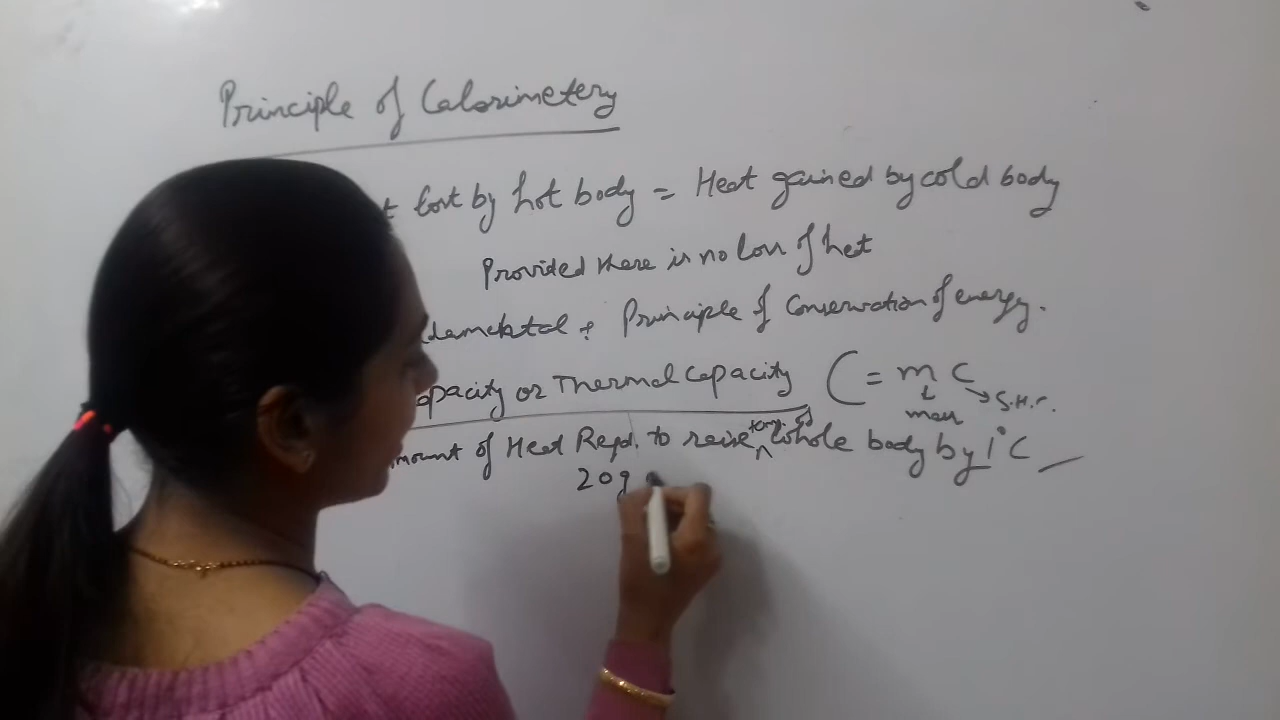 Principle of Calorimetery
t lost by hot body = Heat gained by cold body
Provided there is no loss of het
damental : Principle of Conservation of energy.
apacity or Thermal Capacity C = m c
mass S.H.C.
mount of Heat Reqd. to raise temp. of whole body by 1°C
20g